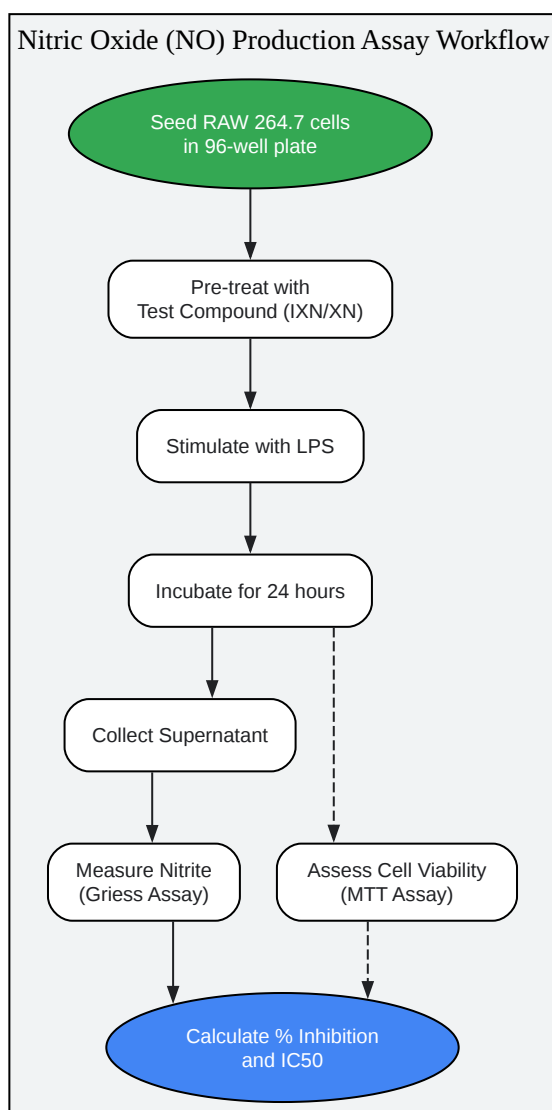 Nitric Oxide (NO) Production Assay Workflow
Seed RAW 264.7 cells
in 96-well plate
Pre-treat with
Test Compound (IXN/XN)
Stimulate with LPS
Incubate for 24 hours
Collect Supernatant
Measure Nitrite
(Griess Assay)
Assess Cell Viability
(MTT Assay)
Calculate % Inhibition
and IC50